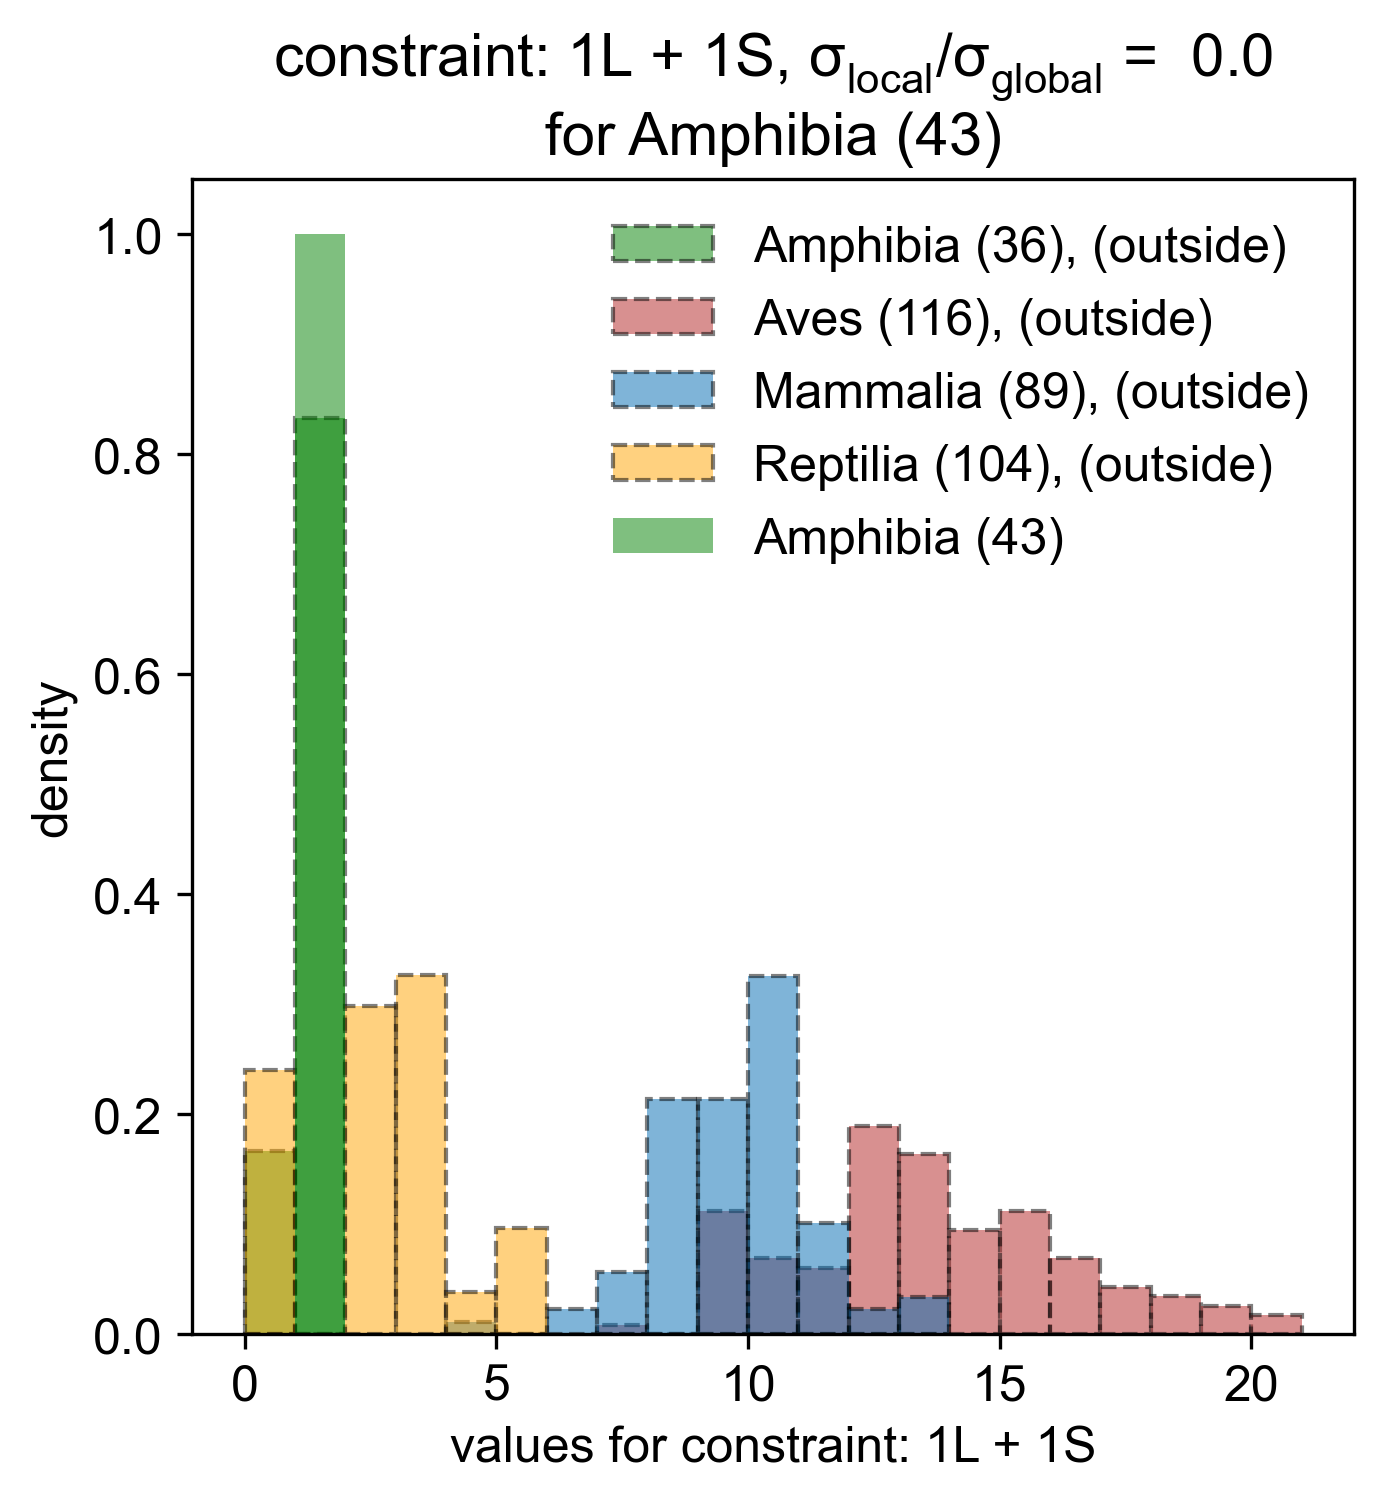 constraint: 1L + 1S, σlocal/σglobal = 0.0
for Amphibia (43)
1.0
0.8
0.6
0.4
0.2
0.0
density
Amphibia (36), (outside)
Aves (116), (outside)
Mammalia (89), (outside)
Reptilia (104), (outside)
Amphibia (43)
0 5 10 15 20
values for constraint: 1L + 1S